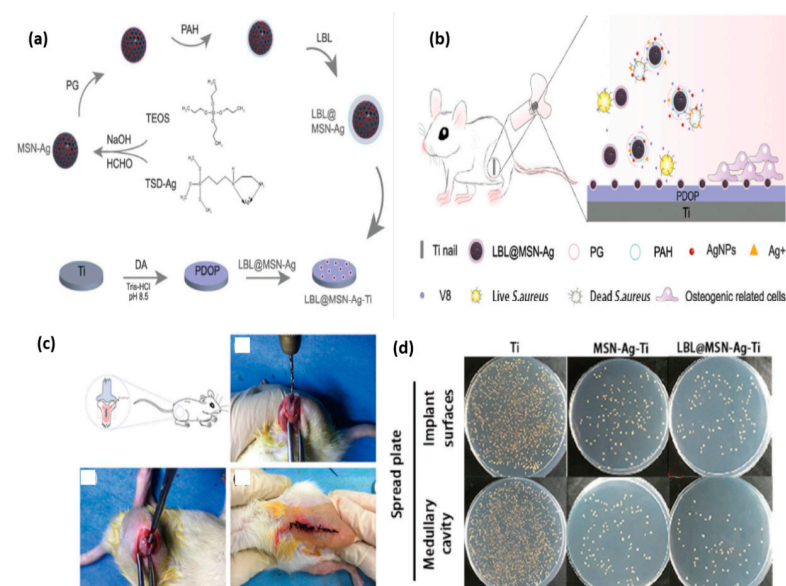 (a)
PAH
LBL
PG
TEOS
LBL@
MSN-Ag
MSN-Ag
NaOH
HCHO
TSD-Ag
Ti
DA
Tris-HCl
pH 8.5
PDOP
LBL@MSN-Ag
LBL@MSN-Ag-Ti
(b)
PDOP
Ti
Ti nail
LBL@MSN-Ag
PG
PAH
AgNPs
Ag+
V8
Live S.aureus
Dead S.aureus
Osteogenic related cells
(c)
(d)
Ti
MSN-Ag-Ti
LBL@MSN-Ag-Ti
Spread plate
Implant
surfaces
Medullary
cavity